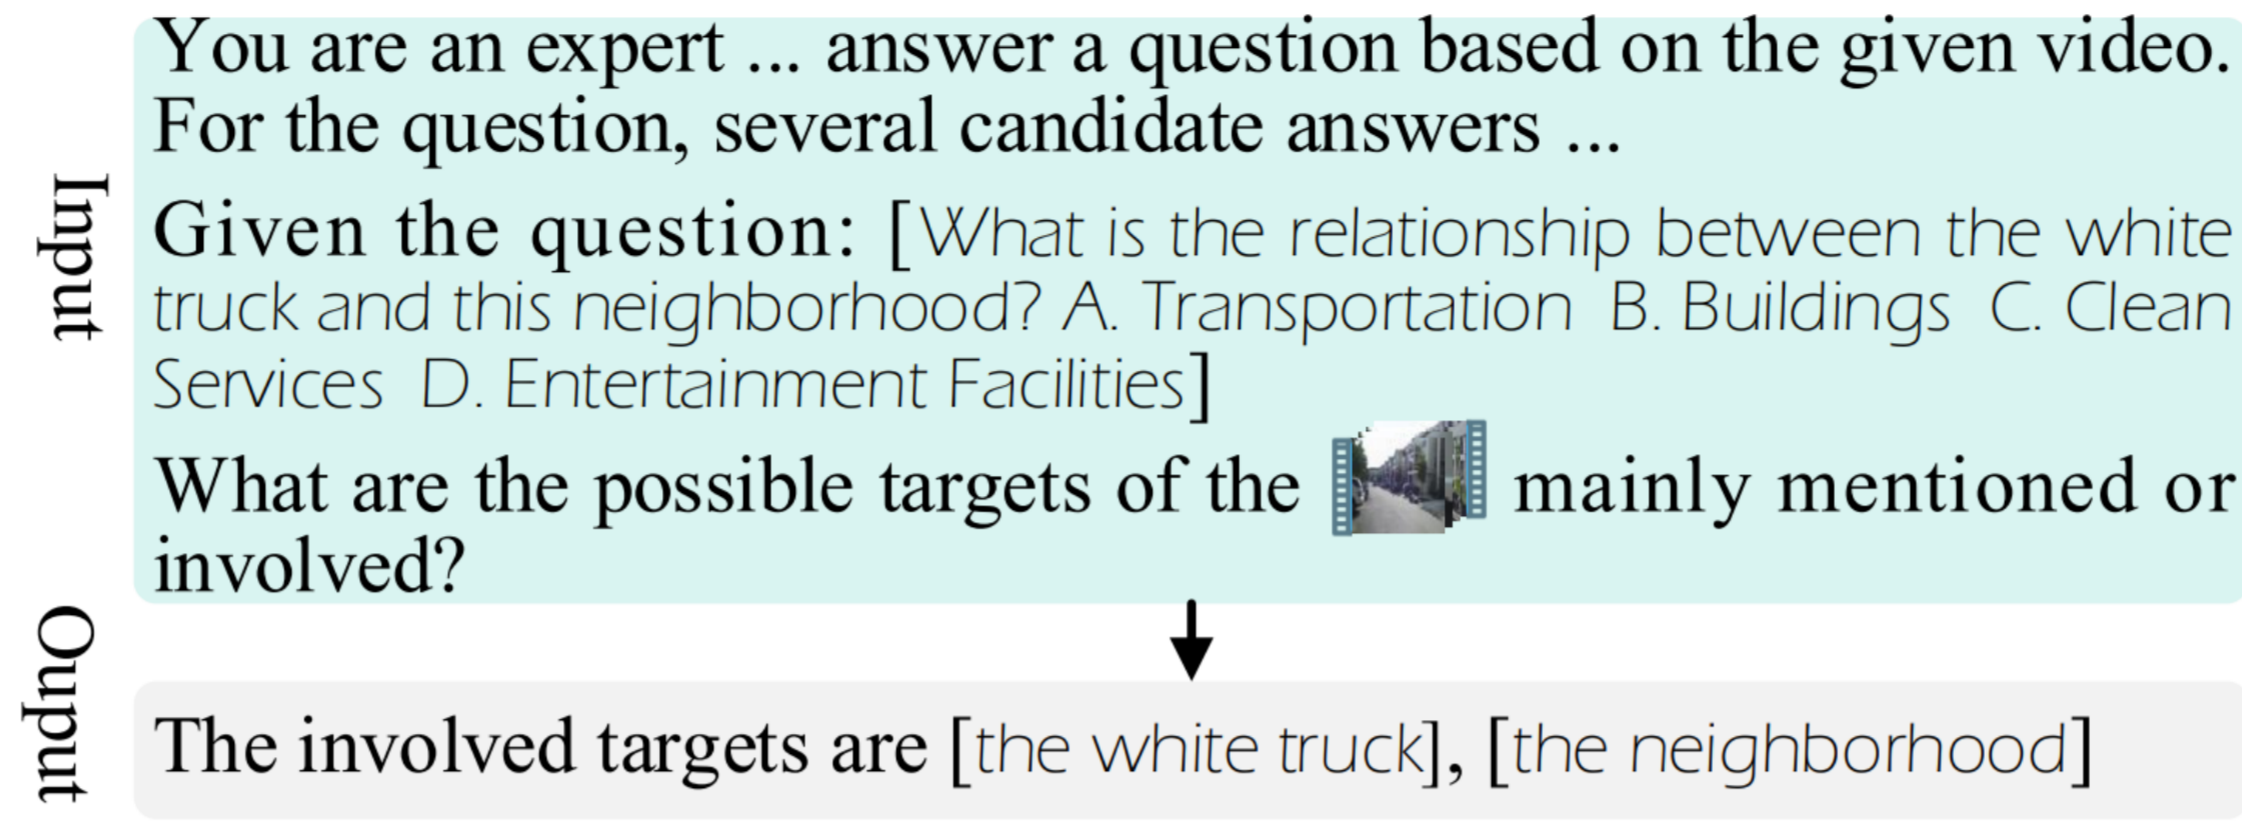 Input
You are an expert ... answer a question based on the given video.
For the question, several candidate answers ...
Given the question: [What is the relationship between the white
truck and this neighborhood? A. Transportation B. Buildings C. Clean
Services D. Entertainment Facilities]
What are the possible targets of the mainly mentioned or
involved?
Ouput
The involved targets are [the white truck], [the neighborhood]